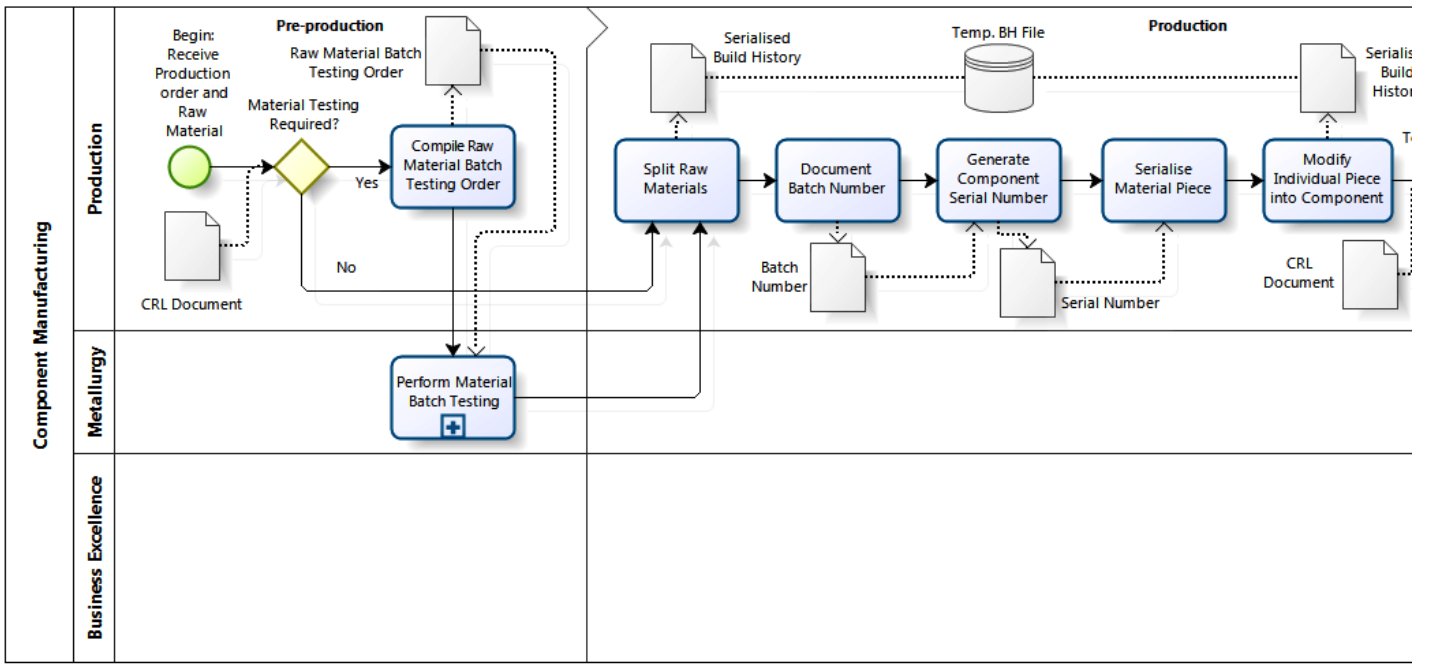 Component Manufacturing
Production
Metallurgy
Business Excellence
Pre-production
Production
Begin:
Receive
Production
order and
Raw
Material
Material Testing
Required?
Raw Material Batch
Testing Order
Compile Raw
Material Batch
Testing Order
Yes
No
CRL Document
Perform Material
Batch Testing
Serialised
Build History
Temp. BH File
Split Raw
Materials
Document
Batch Number
Batch
Number
Generate
Component
Serial Number
Serial Number
Serialise
Material Piece
Modify
Individual Piece
into Component
Build
CRL
Document